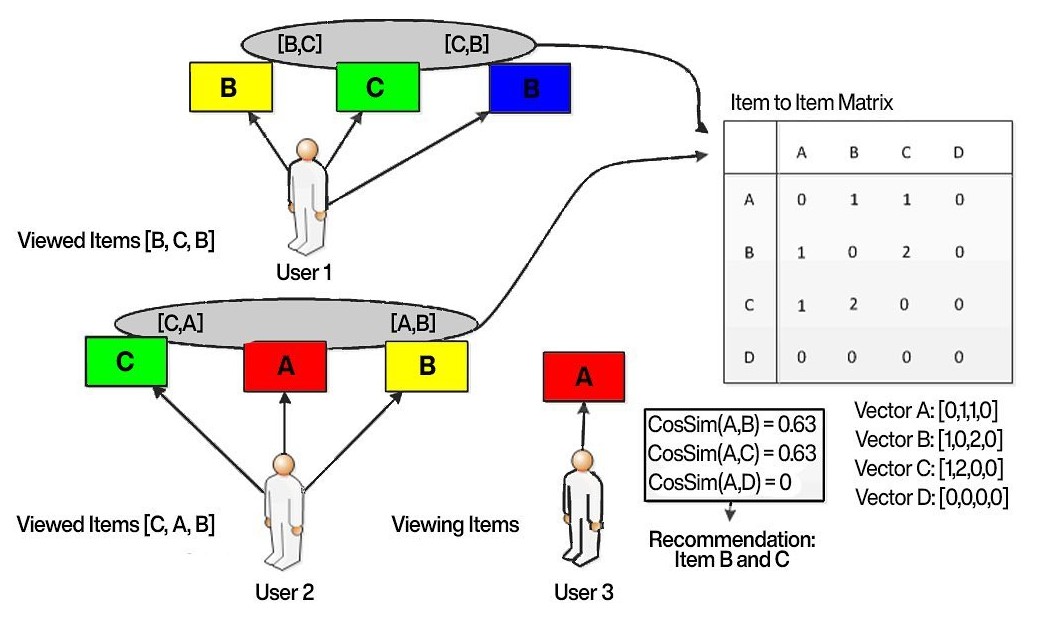 [B,C] [C,B]
B C B
Item to Item Matrix
A B C D
A 0 1 1 0
B 1 0 2 0
C 1 2 0 0
D 0 0 0 0
Viewed Items [B, C, B]
User 1
[C,A] [A,B]
C A B
A
Vector A: [0,1,1,0]
Vector B: [1,0,2,0]
Vector C: [1,2,0,0]
Vector D: [0,0,0,0]
CosSim(A,B) = 0.63
CosSim(A,C) = 0.63
CosSim(A,D) = 0
Viewed Items [C, A, B]
Viewing Items
Recommendation:
Item B and C
User 2
User 3